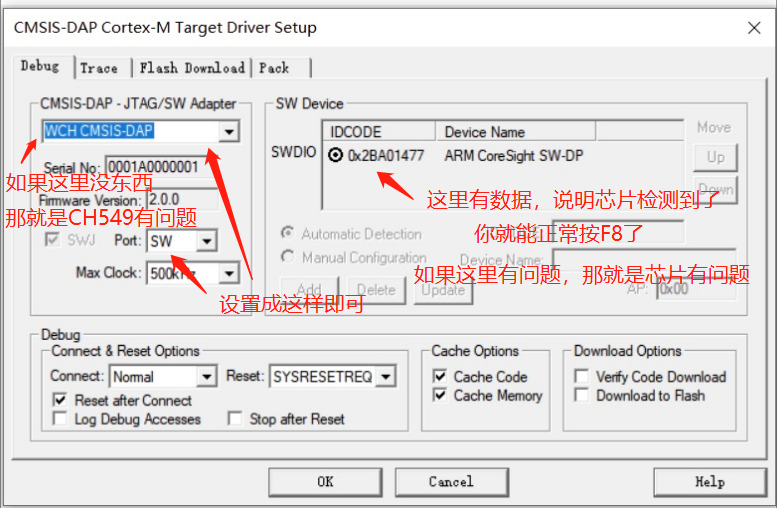 CMSIS-DAP Cortex-M Target Driver Setup
Debug Trace Flash Download Pack
CMSIS-DAP - JTAG/SW Adapter
WCH CMSIS-DAP
Serial No: 0001A0000001
如果这里没东西
Firmware Version: 2.0.0
那就是CH549有问题
SWJ Port: SW
Max Clock: 500kHz
设置成这样即可
SW Device
IDCODE Device Name
SWDIO 0x2BA01477 ARM CoreSight SW-DP
Move
Up
Down
这里有数据，说明芯片检测到了
你就能正常按F8了
Automatic Detection
Manual Configuration Device Name:
如果这里有问题，那就是芯片有问题
Add Delete Update AP: 0x00
Debug
Connect & Reset Options
Connect: Normal Reset: SYSRESETREQ
Reset after Connect
Log Debug Accesses Stop after Reset
Cache Options
Cache Code
Cache Memory
Download Options
Verify Code Download
Download to Flash
OK Cancel Help